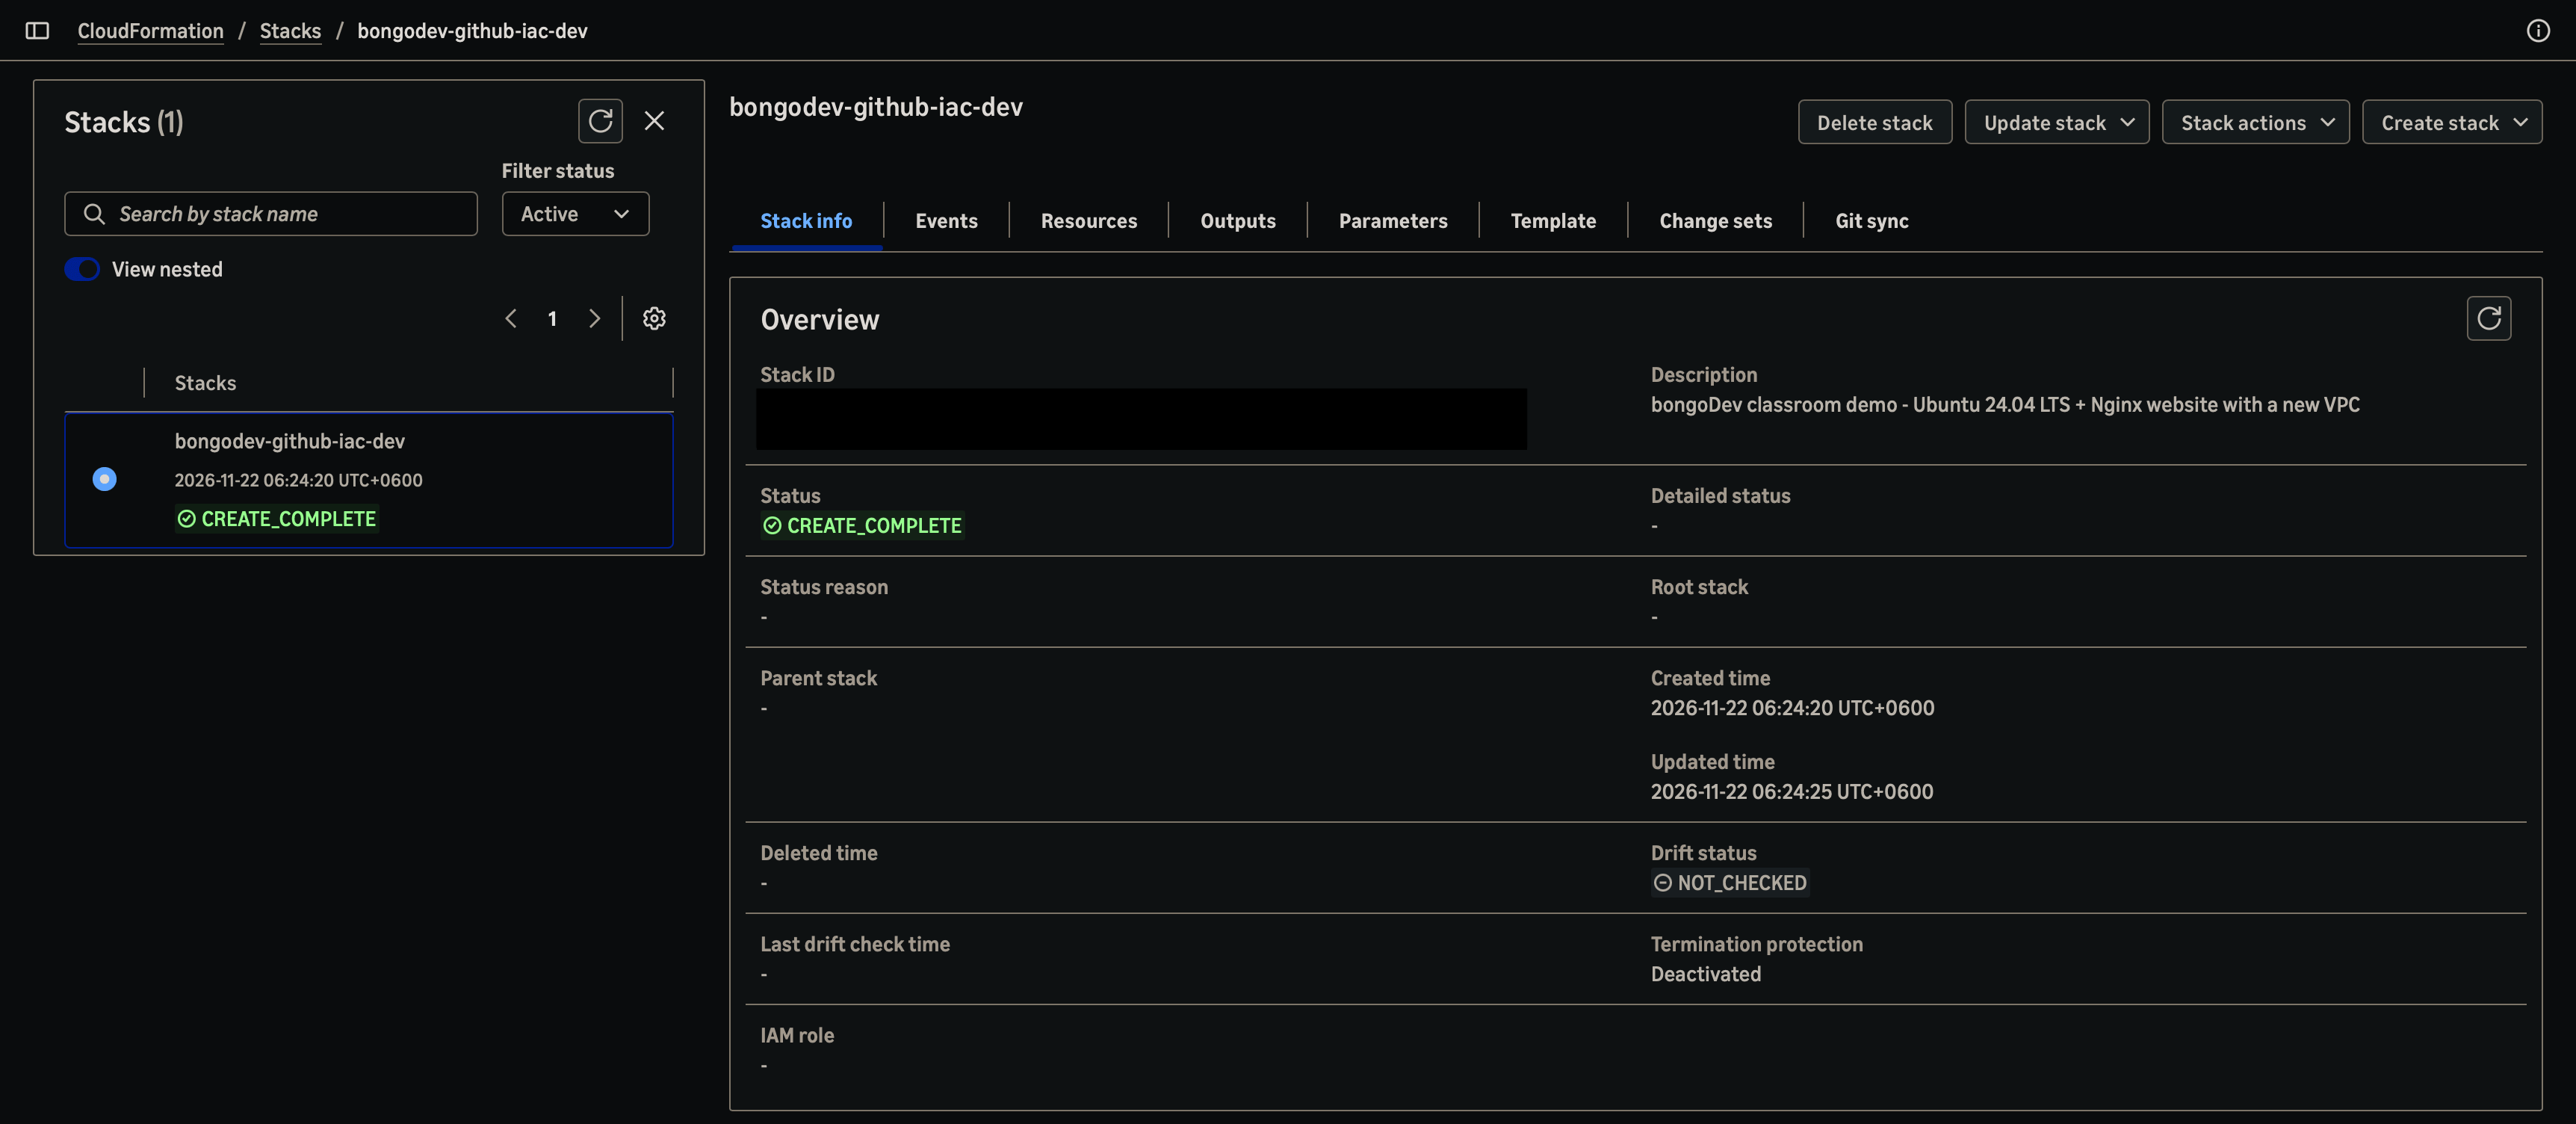 CloudFormation / Stacks / bongodev-github-iac-dev
Stacks (1)
Filter status
Search by stack name
Active
View nested
1
Stacks
bongodev-github-iac-dev
2026-11-22 06:24:20 UTC+0600
CREATE_COMPLETE
bongodev-github-iac-dev
Delete stack
Update stack
Stack actions
Create stack
Stack info
Events
Resources
Outputs
Parameters
Template
Change sets
Git sync
Overview
Stack ID
Description
bongoDev classroom demo - Ubuntu 24.04 LTS + Nginx website with a new VPC
Status
CREATE_COMPLETE
Detailed status
-
Status reason
-
Root stack
-
Parent stack
-
Created time
2026-11-22 06:24:20 UTC+0600
Updated time
2026-11-22 06:24:25 UTC+0600
Deleted time
-
Drift status
NOT_CHECKED
Last drift check time
-
Termination protection
Deactivated
IAM role
-